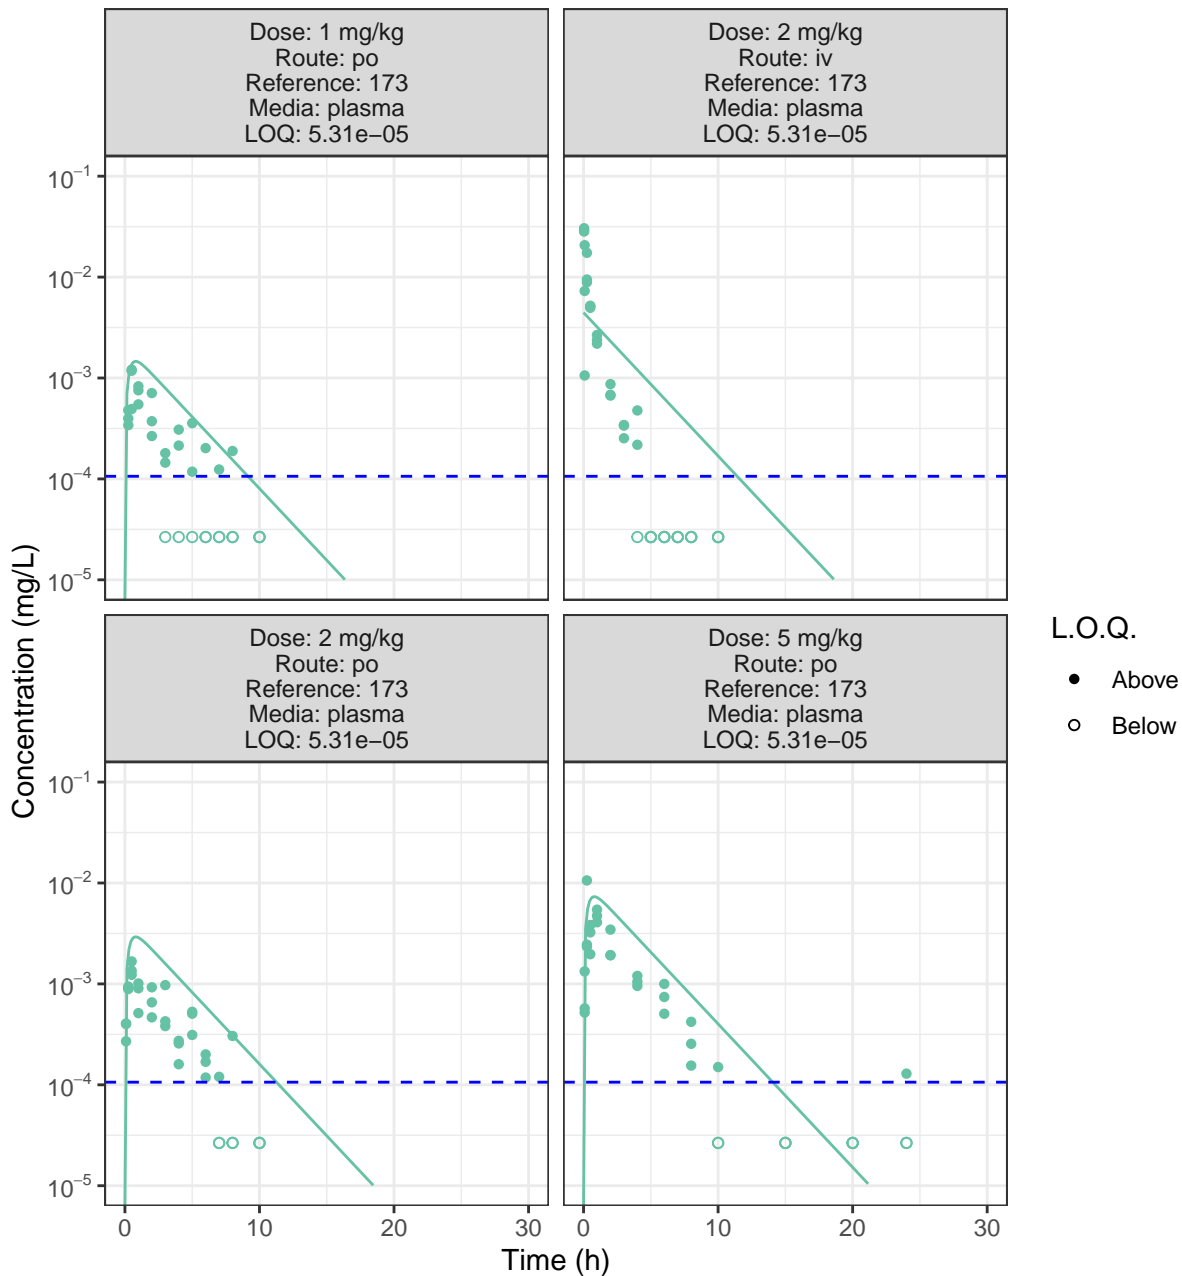 Dose: 1 mg/kg
Route: po
Reference: 173
Media: plasma
LOQ: 5.31e−05
Dose: 2 mg/kg
Route: iv
Reference: 173
Media: plasma
LOQ: 5.31e−05
10⁻¹
10⁻²
10⁻³
10⁻⁴
10⁻⁵
Dose: 2 mg/kg
Route: po
Reference: 173
Media: plasma
LOQ: 5.31e−05
Dose: 5 mg/kg
Route: po
Reference: 173
Media: plasma
LOQ: 5.31e−05
10⁻¹
10⁻²
10⁻³
10⁻⁴
10⁻⁵
0 10 20 30
0 10 20 30
Time (h)
Concentration (mg/L)
L.O.Q.
Above
Below